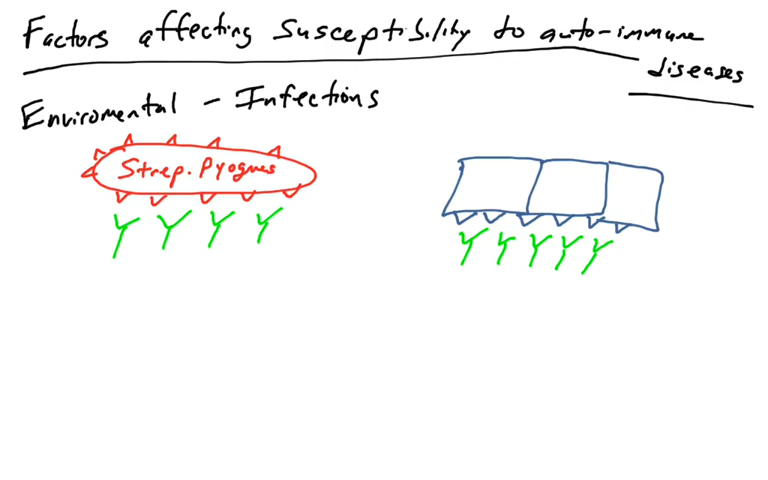 Factors affecting Susceptibility to auto-immune
diseases
Enviromental - Infections
Strep. Pyognes